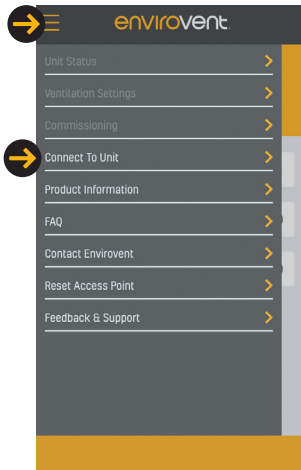 envirovent
Unit Status
Ventilation Settings
Commissioning
Connect To Unit
Product Information
FAQ
Contact Envirovent
Reset Access Point
Feedback & Support